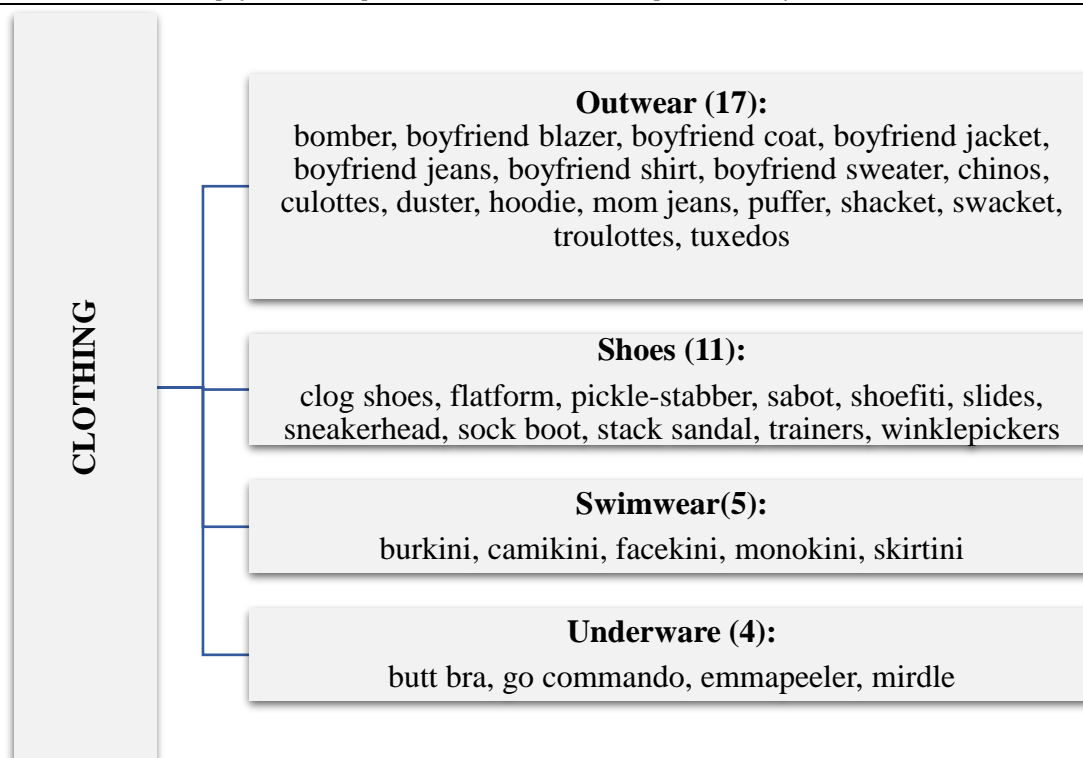 CLOTHING
Outwear (17):
bomber, boyfriend blazer, boyfriend coat, boyfriend jacket,
boyfriend jeans, boyfriend shirt, boyfriend sweater, chinos,
culottes, duster, hoodie, mom jeans, puffer, shacket, swacket,
troulottes, tuxedos
Shoes (11):
clog shoes, flatform, pickle-stabber, sabot, shoefiti, slides,
sneakerhead, sock boot, stack sandal, trainers, winklepickers
Swimwear(5):
burkini, camikini, facekini, monokini, skirtini
Underware (4):
butt bra, go commando, emmapeeler, mirdle